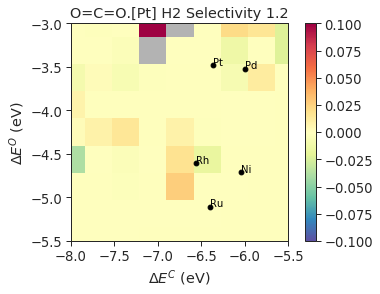 O=C=O.[Pt] H2 Selectivity 1.2
−3.0
−3.5
−4.0
−4.5
−5.0
−5.5
ΔE^O (eV)
Pt
Pd
Rh
Ni
Ru
−8.0 −7.5 −7.0 −6.5 −6.0 −5.5
ΔE^C (eV)
0.100
0.075
0.050
0.025
0.000
−0.025
−0.050
−0.075
−0.100